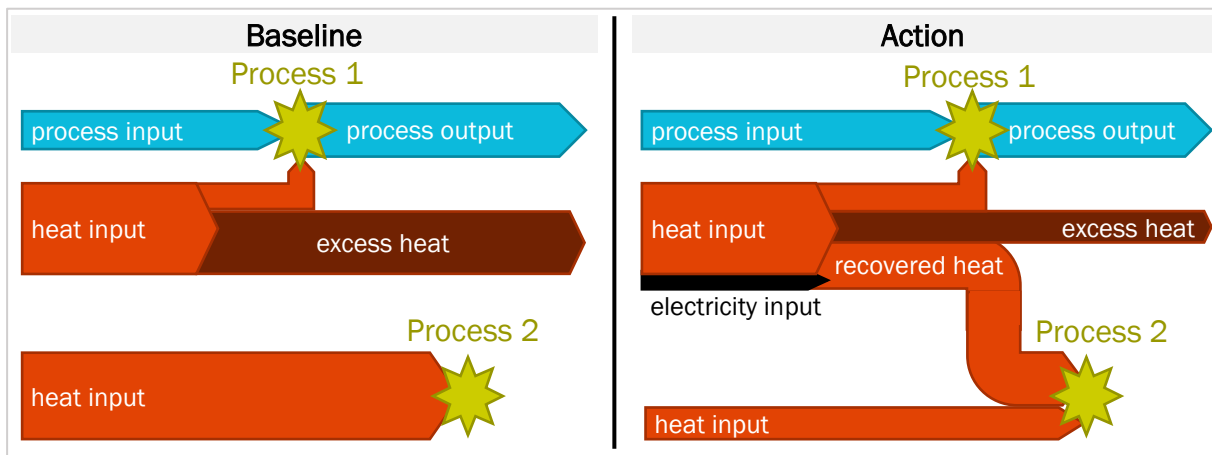 Baseline
Process 1
process input
process output
heat input
excess heat
Process 2
heat input
Action
Process 1
process input
process output
heat input
excess heat
recovered heat
electricity input
Process 2
heat input